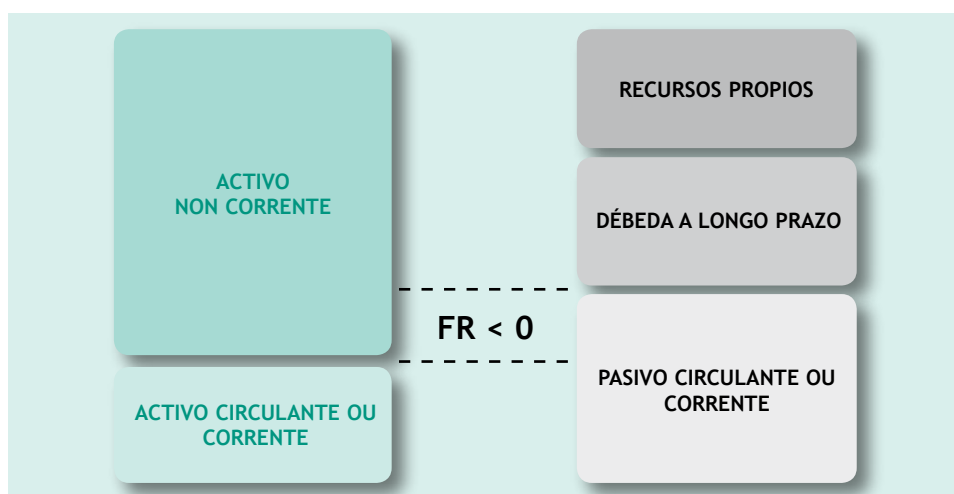 ACTIVO
NON CORRENTE
ACTIVO CIRCULANTE OU
CORRENTE
FR < 0
RECURSOS PROPIOS
DÉBEDA A LONGO PRAZO
PASIVO CIRCULANTE OU
CORRENTE